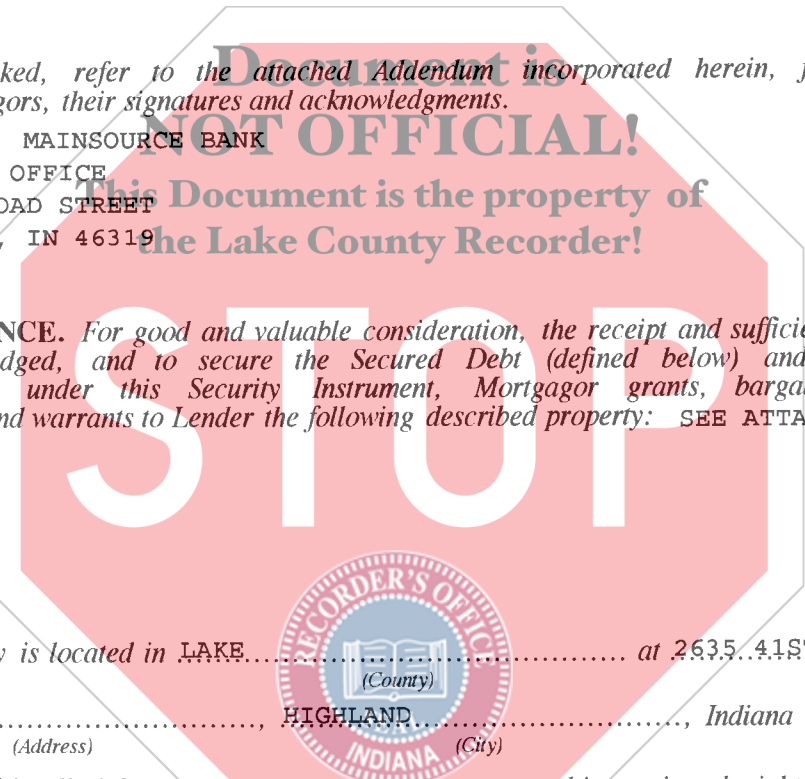 Document is
ked, refer to the attached Addendum incorporated herein,
gors, their signatures and acknowledgments.
NOT OFFICIAL!
MAINSOURCE BANK
OFFICE
This Document is the property of
OAD STREET
the Lake County Recorder!
, IN 46319
STOP
NCE. For good and valuable consideration, the receipt and suffici
dged, and to secure the Secured Debt (defined below) and
under this Security Instrument, Mortgagor grants, barga
nd warrants to Lender the following described property: SEE ATTA
RECORDER'S OFFICE
is located in LAKE at 2635 41S
(County)
, HIGHLAND, Indiana
(Address) (City)
INDIANA